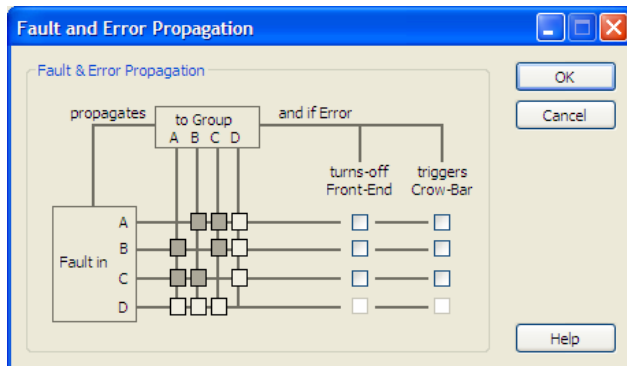 Fault and Error Propagation
Fault & Error Propagation
OK
Cancel
propagates
to Group
and if Error
A B C D
turns-off
Front-End
triggers
Crow-Bar
Fault in
A
B
C
D
Help